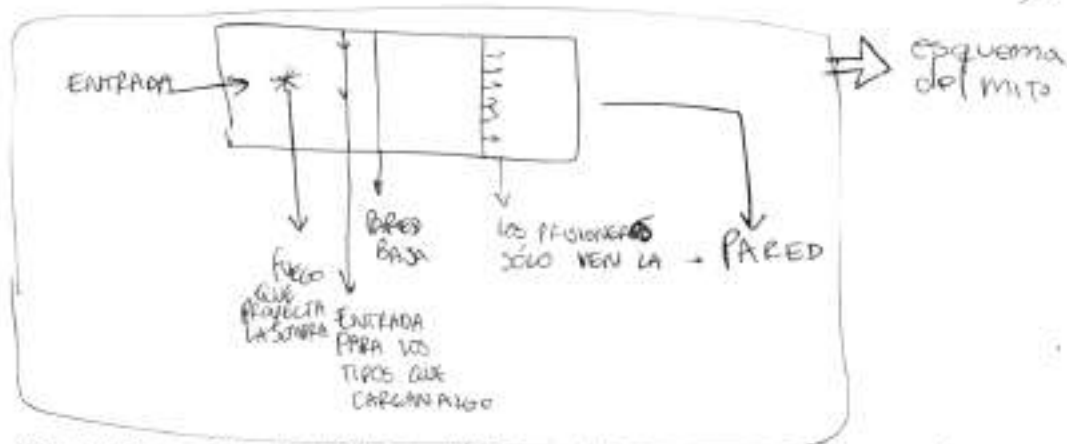 esquema
del MITO
ENTRADA
PARED
BAJA
LOS PRISIONEROS
SÓLO VEN LA → PARED
FUEGO
QUE
PROYECTA
LA SOMBRA
ENTRADA
PARA LOS
TIPOS QUE
CARGAN ALGO